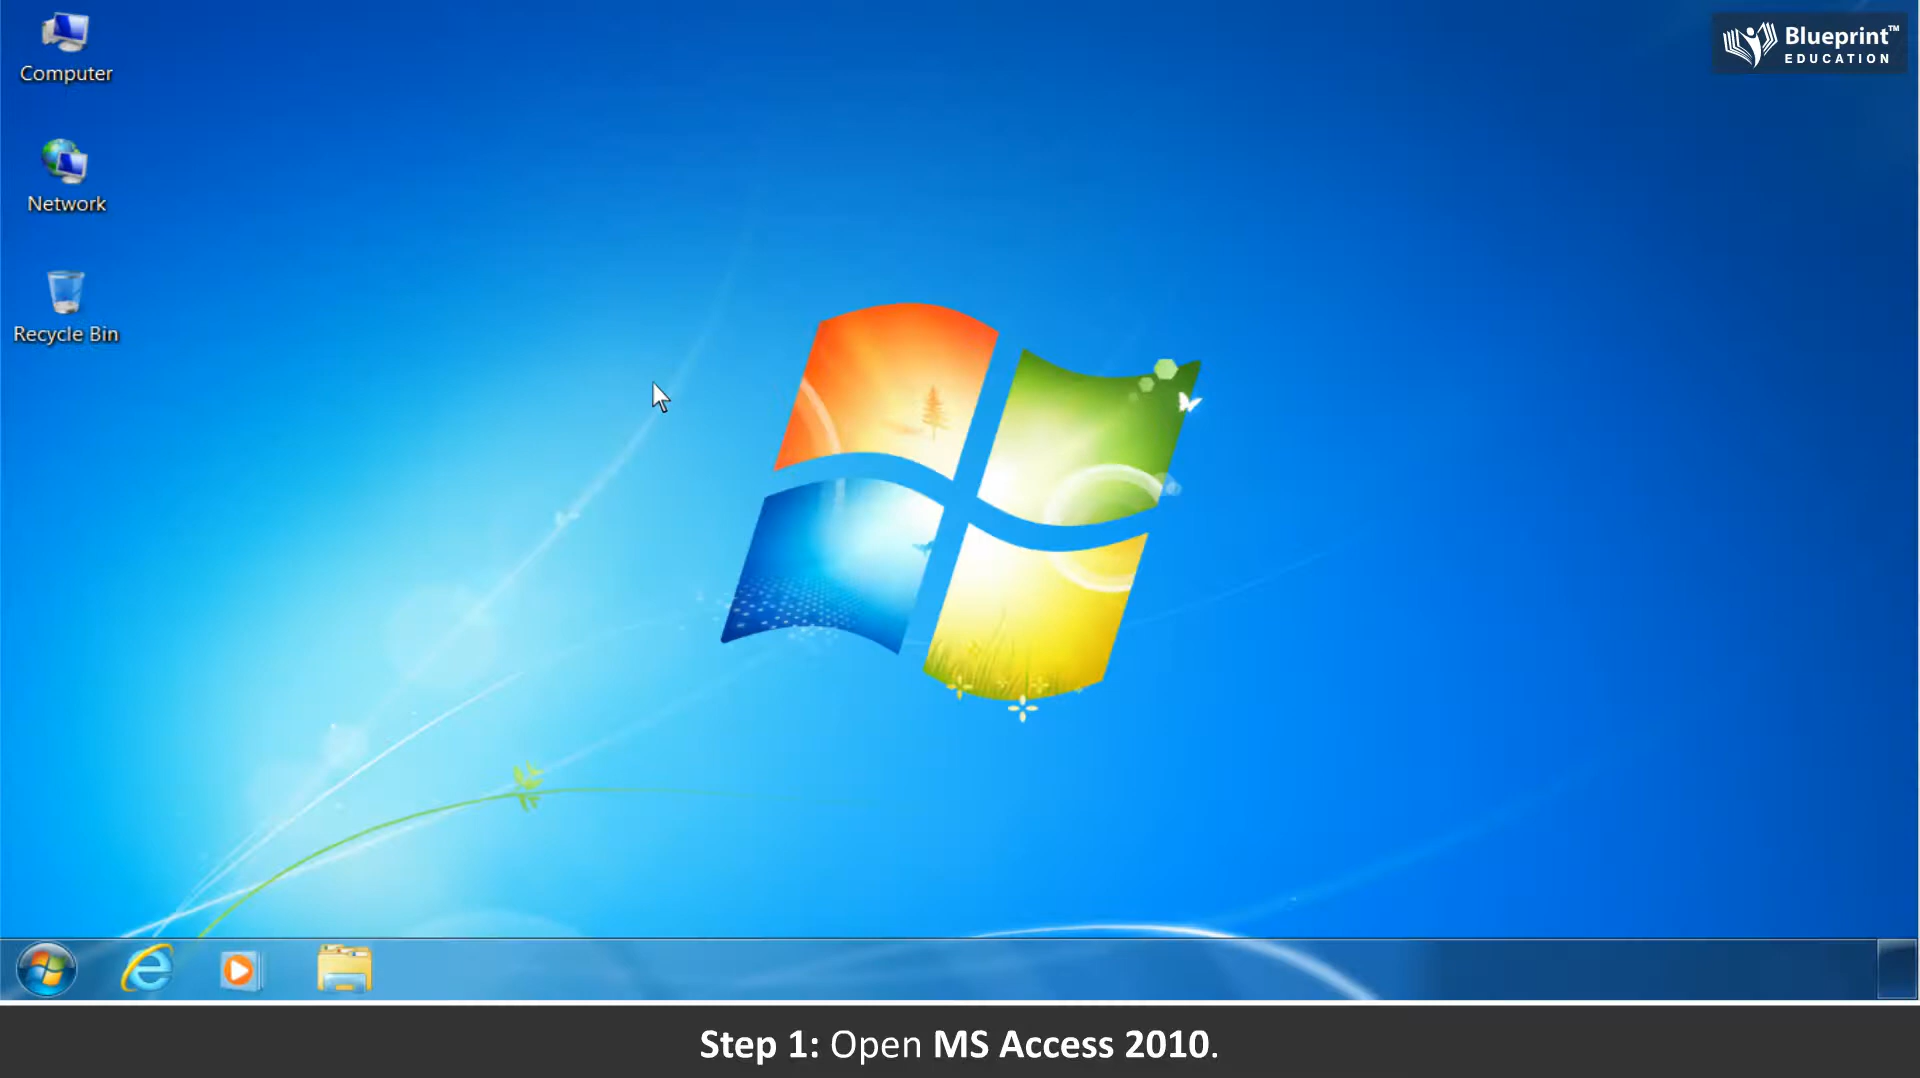 Computer
Network
Recycle Bin
Blueprint™
EDUCATION
Step 1: Open MS Access 2010.